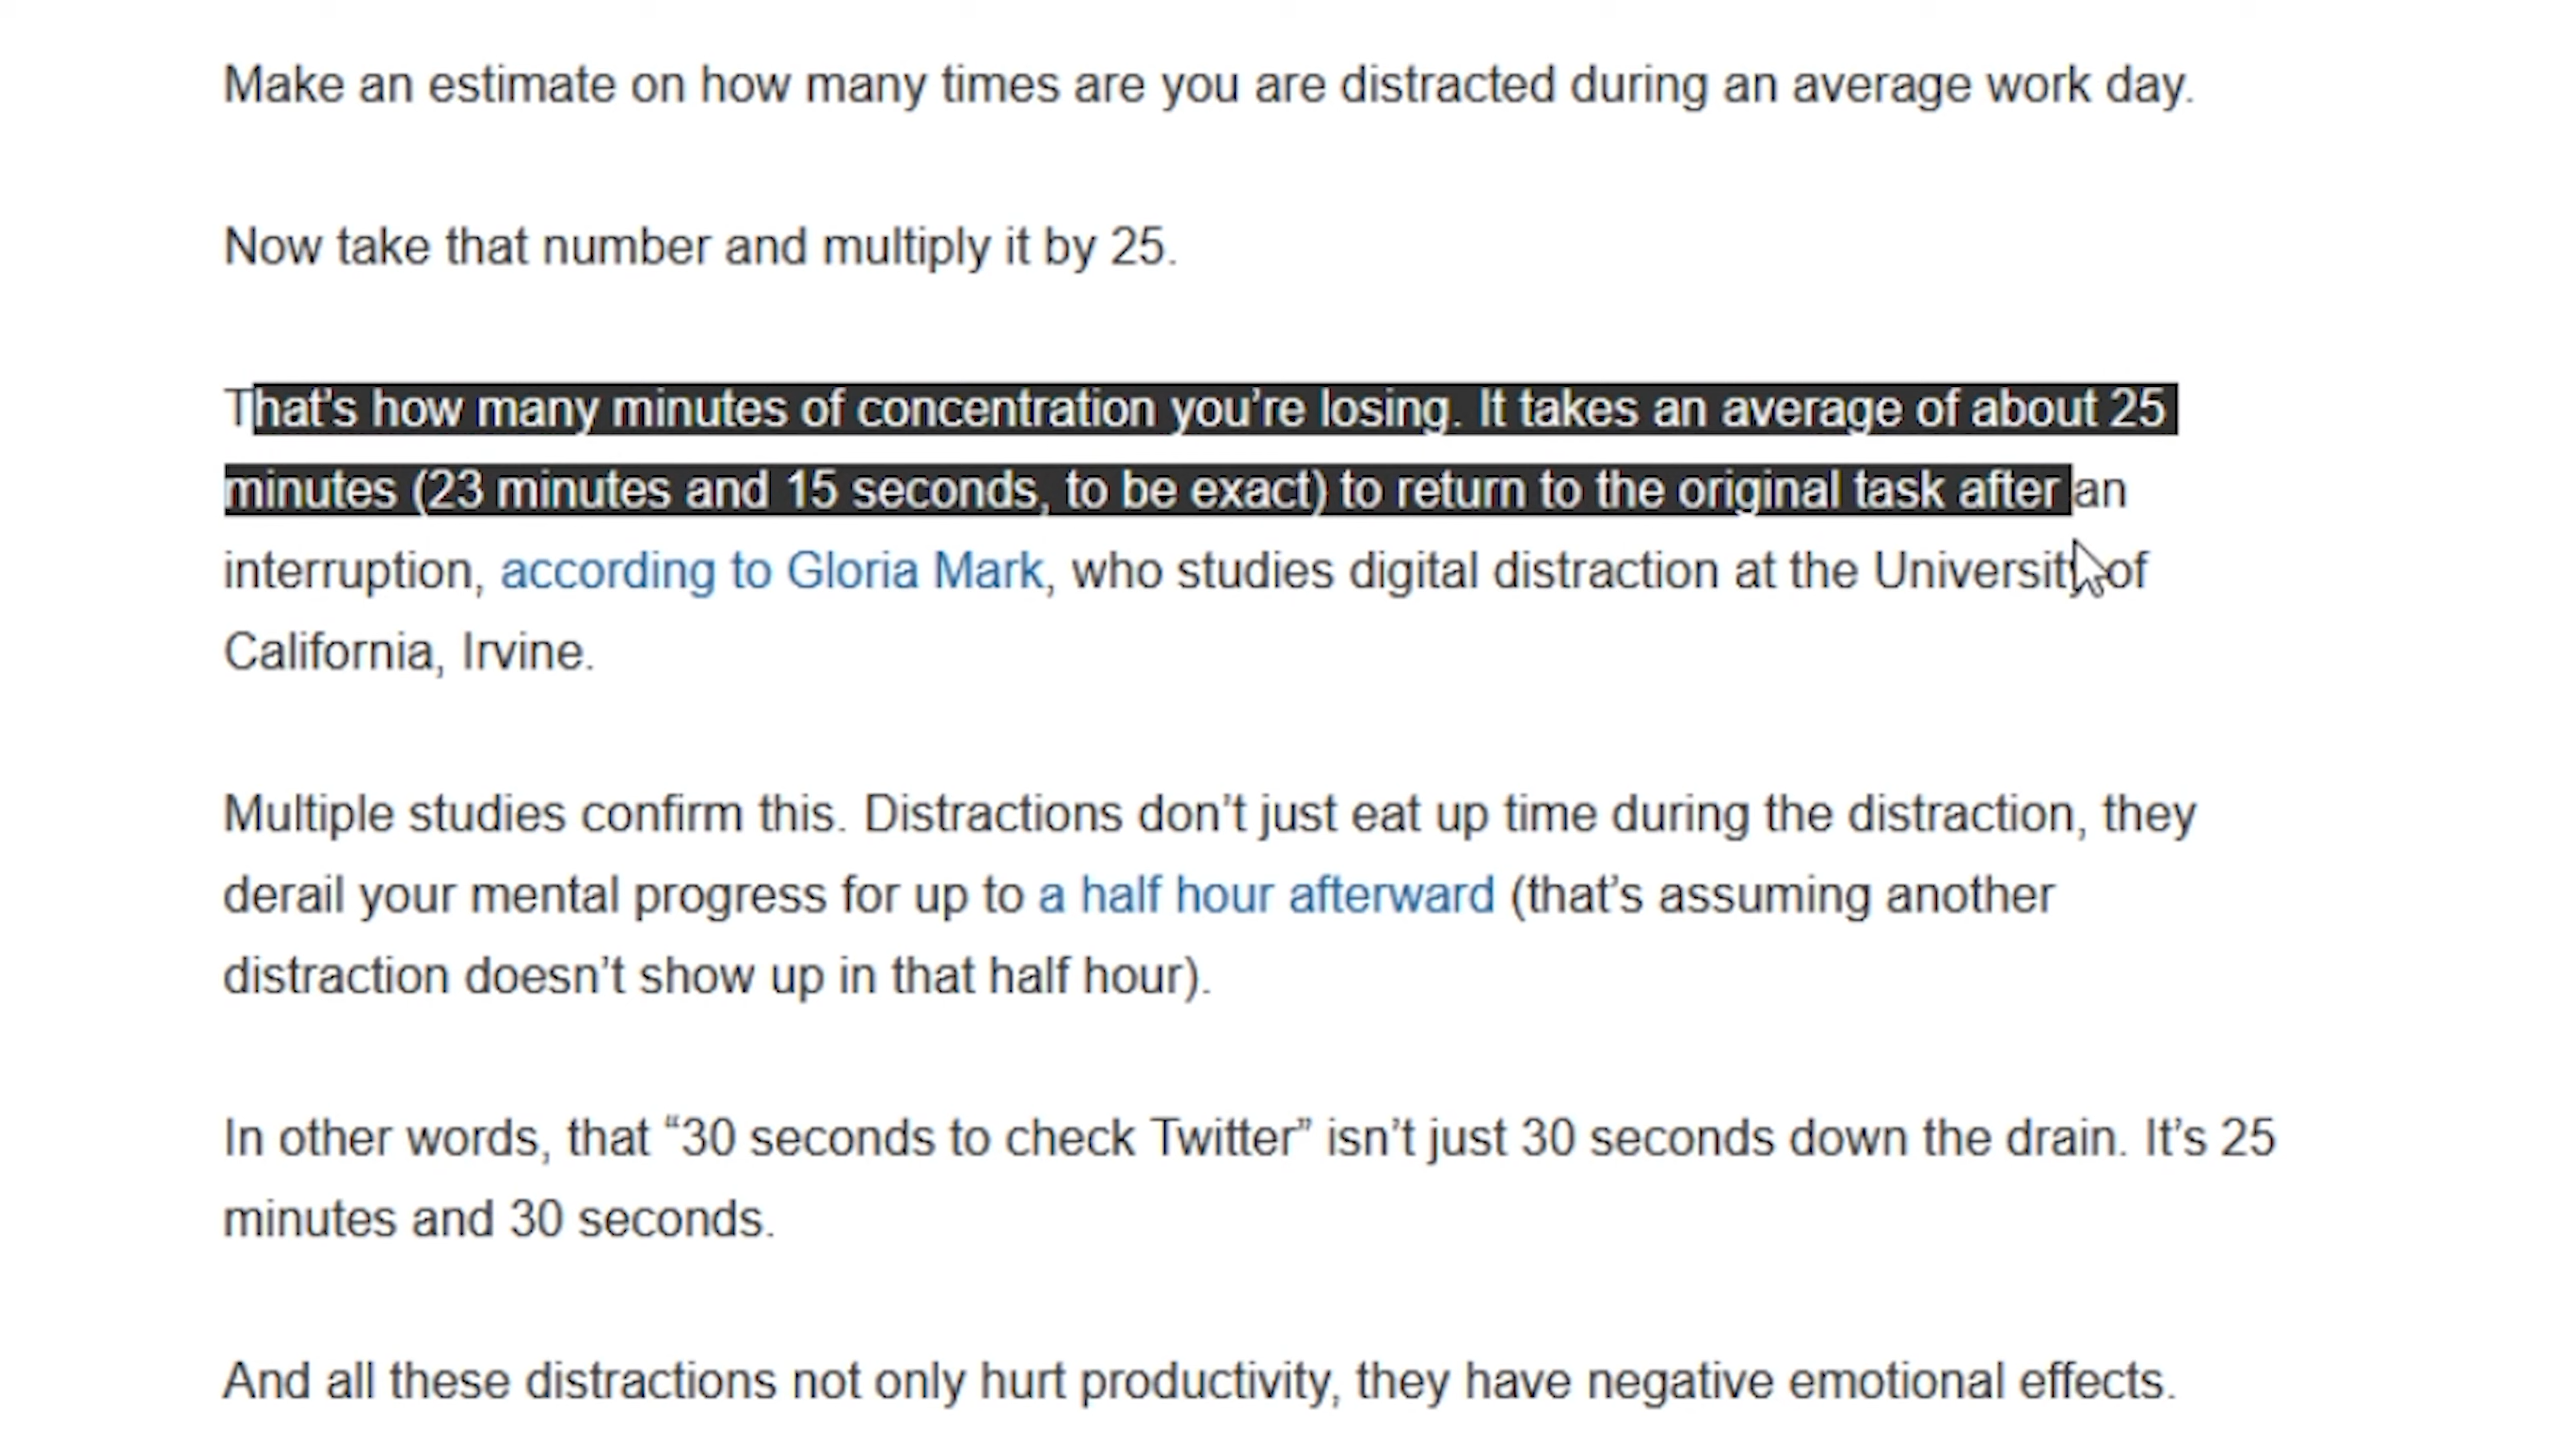 Make an estimate on how many times are you are distracted during an average work day.
Now take that number and multiply it by 25.
That’s how many minutes of concentration you’re losing. It takes an average of about 25
minutes (23 minutes and 15 seconds, to be exact) to return to the original task after an
interruption, according to Gloria Mark, who studies digital distraction at the University of
California, Irvine.
Multiple studies confirm this. Distractions don’t just eat up time during the distraction, they
derail your mental progress for up to a half hour afterward (that’s assuming another
distraction doesn’t show up in that half hour).
In other words, that “30 seconds to check Twitter” isn’t just 30 seconds down the drain. It’s 25
minutes and 30 seconds.
And all these distractions not only hurt productivity, they have negative emotional effects.